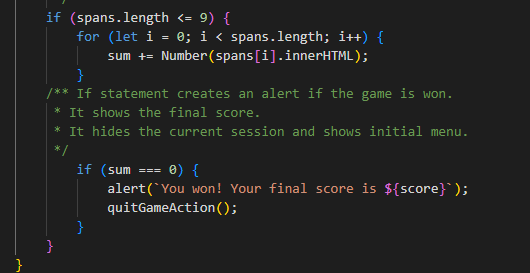 */
if (spans.length <= 9) {
for (let i = 0; i < spans.length; i++) {
sum += Number(spans[i].innerHTML);
}
/** If statement creates an alert if the game is won.
* It shows the final score.
* It hides the current session and shows initial menu.
*/
if (sum === 0) {
alert(`You won! Your final score is ${score}`);
quitGameAction();
}
}
}